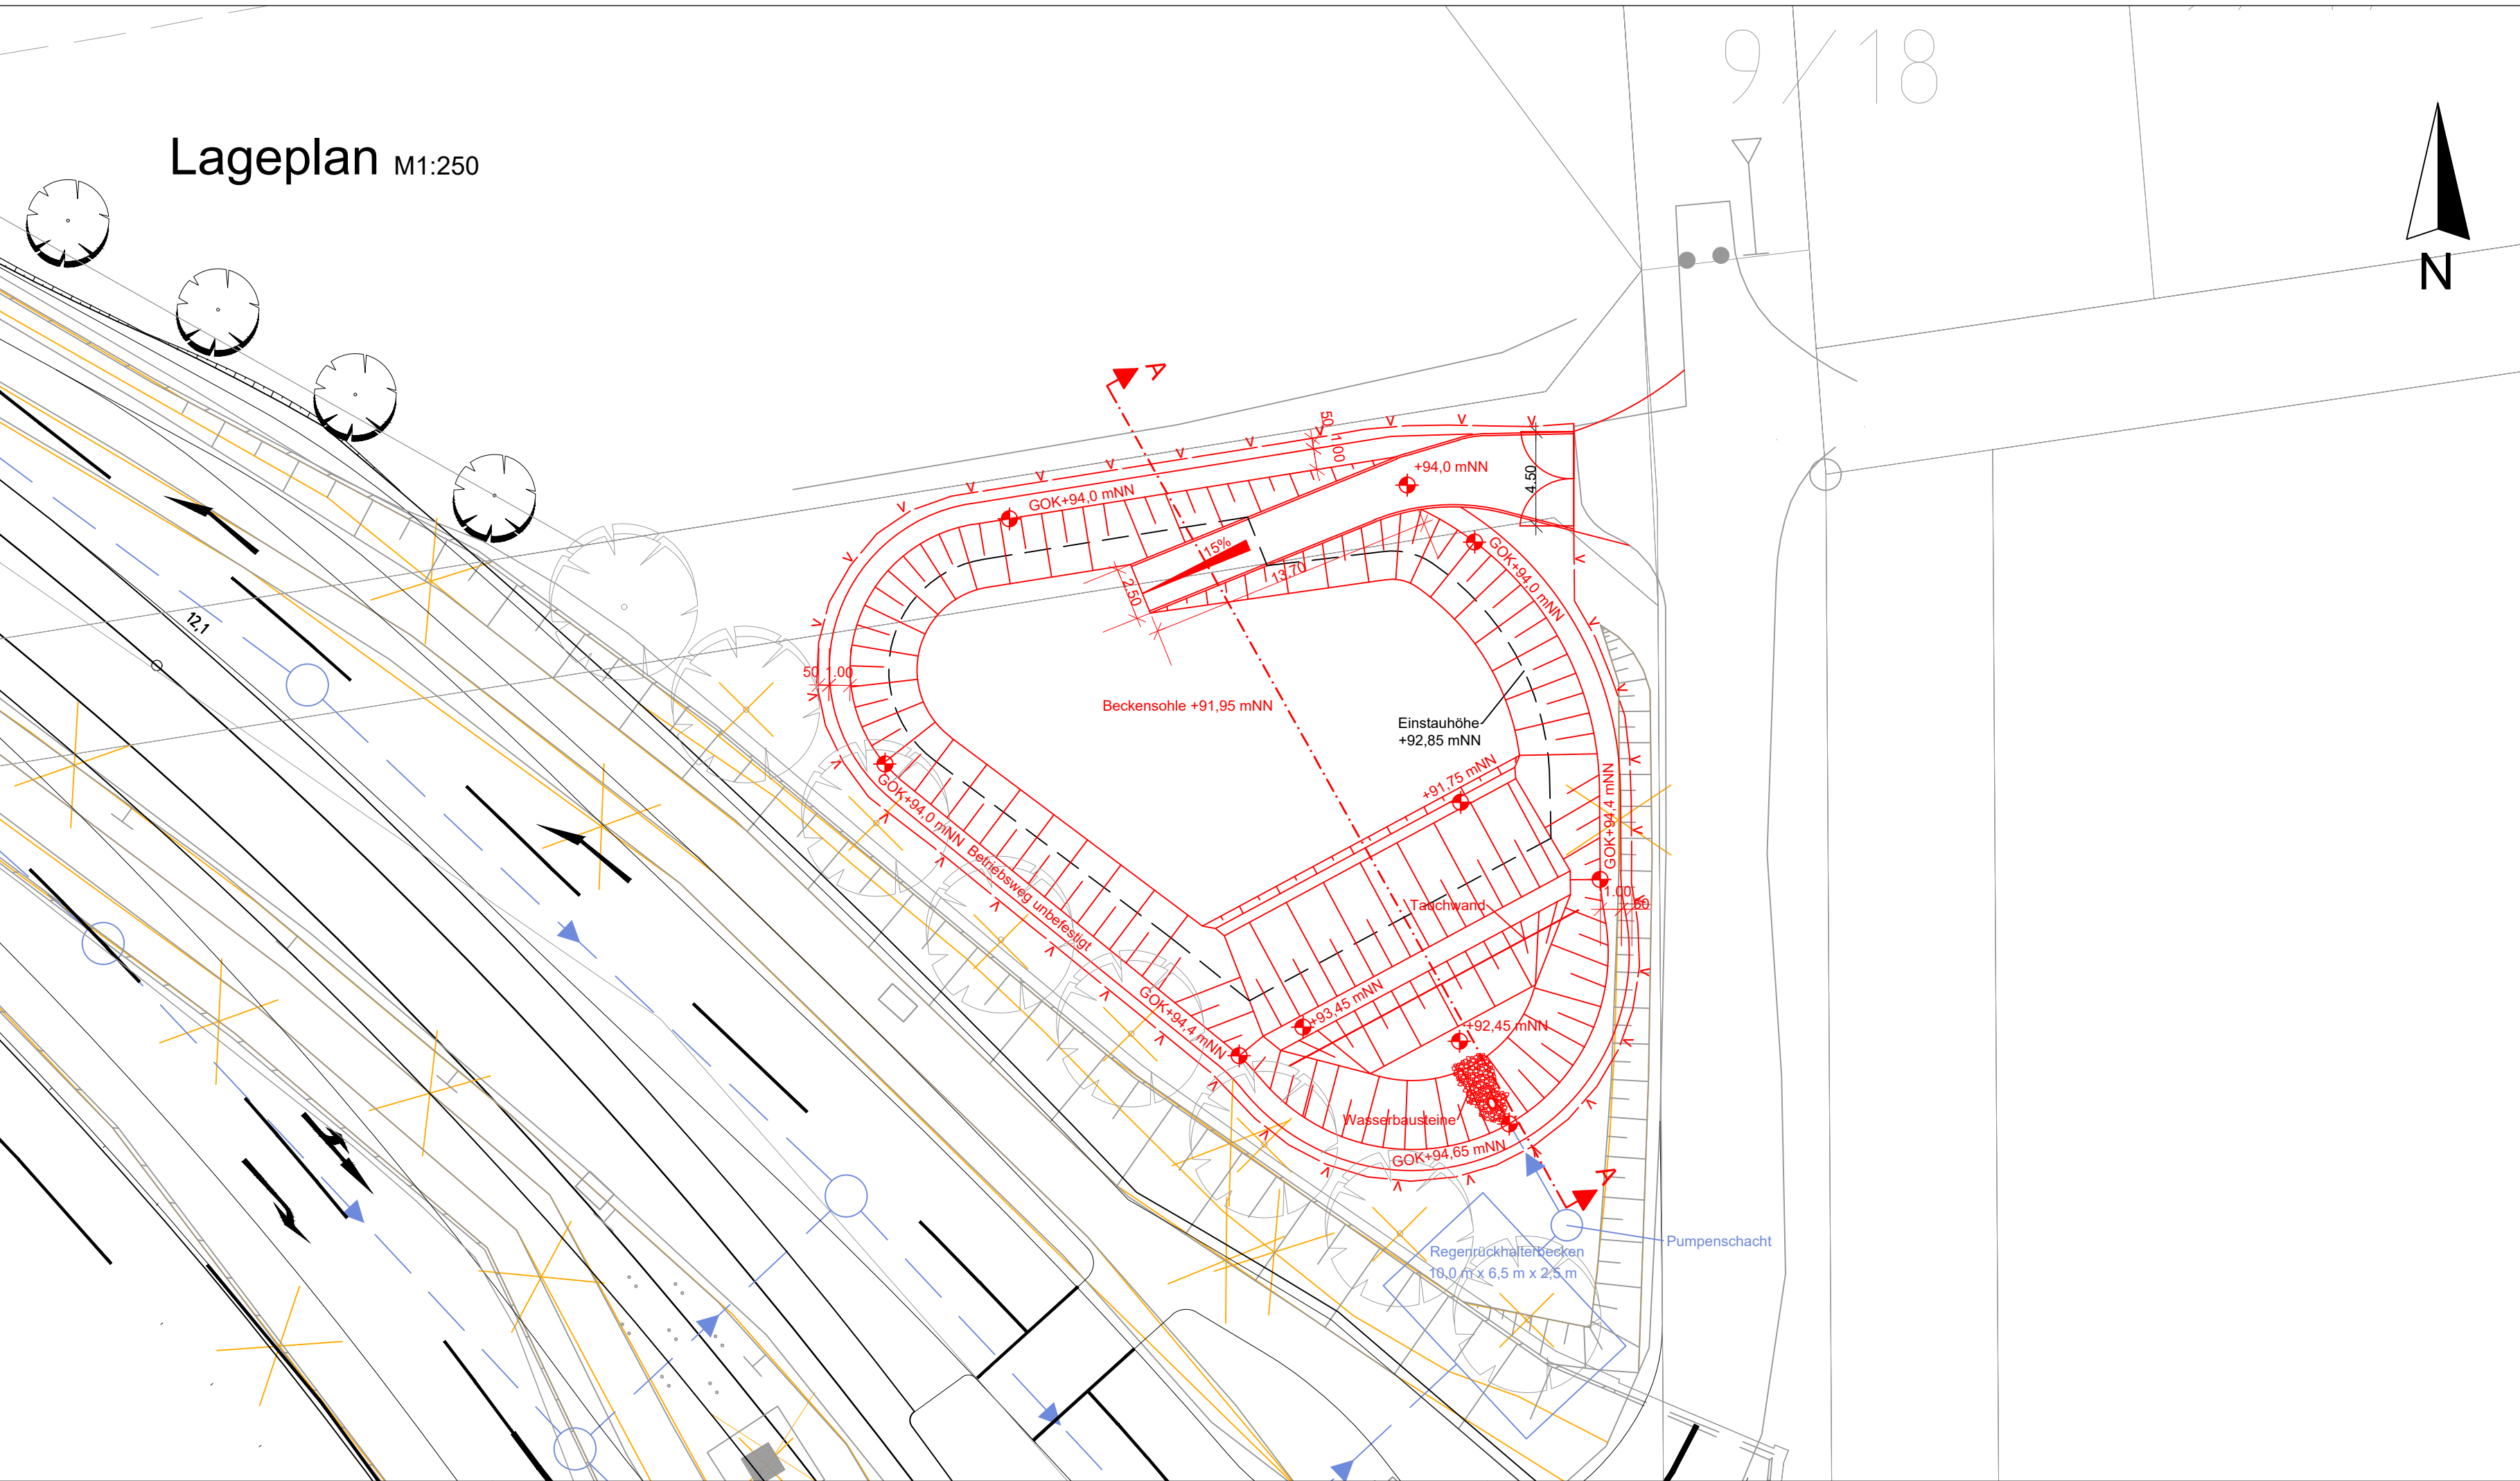 9/18
Lageplan M1:250
N
A
50
1.00
+94,0 mNN
4.50
GOK+94,0 mNN
15%
13.70
2.50
GOK+94,0 mNN
12,1
50 1.00
Beckensohle +91,95 mNN
Einstauhöhe
+92,85 mNN
+91,75 mNN
GOK+94,4 mNN
GOK+94,0 mNN
Betriebsweg unbefestigt
Tauchwand
1.00
50
GOK+94,4 mNN
+93,45 mNN
+92,45 mNN
Wasserbausteine
GOK+94,65 mNN
A
Pumpenschacht
Regenrückhalterbecken
10,0 m x 6,5 m x 2,5 m